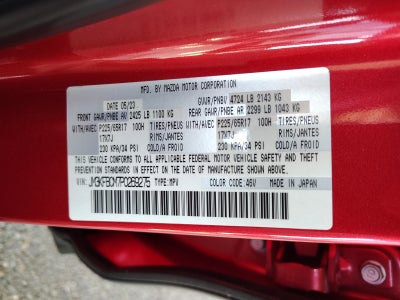 MFD. BY MAZDA MOTOR CORPORATION
DATE 05/23 GVWR/PNBV 4724 LB 2143 KG
FRONT GAWR/PNBE AV 2425 LB 1100 KG REAR GAWR/PNBE AR 2299 LB 1043 KG
WITH/AVEC P225/65R17 100H TIRES/PNEUS WITH/AVEC P225/65R17 100H TIRES/PNEUS
17X7J RIMS/JANTES 17X7J RIMS/JANTES
230 KPA/34 PSI COLD/A FROID 230 KPA/34 PSI COLD/A FROID
THIS VEHICLE CONFORMS TO ALL APPLICABLE FEDERAL MOTOR VEHICLE SAFETY AND THEFT
PREVENTION STANDARDS IN EFFECT ON THE DATE OF MANUFACTURE SHOWN ABOVE.
VIN: JM3KFBCM7P0269275 TYPE: MPV COLOR CODE: 46V MADE IN JAPAN